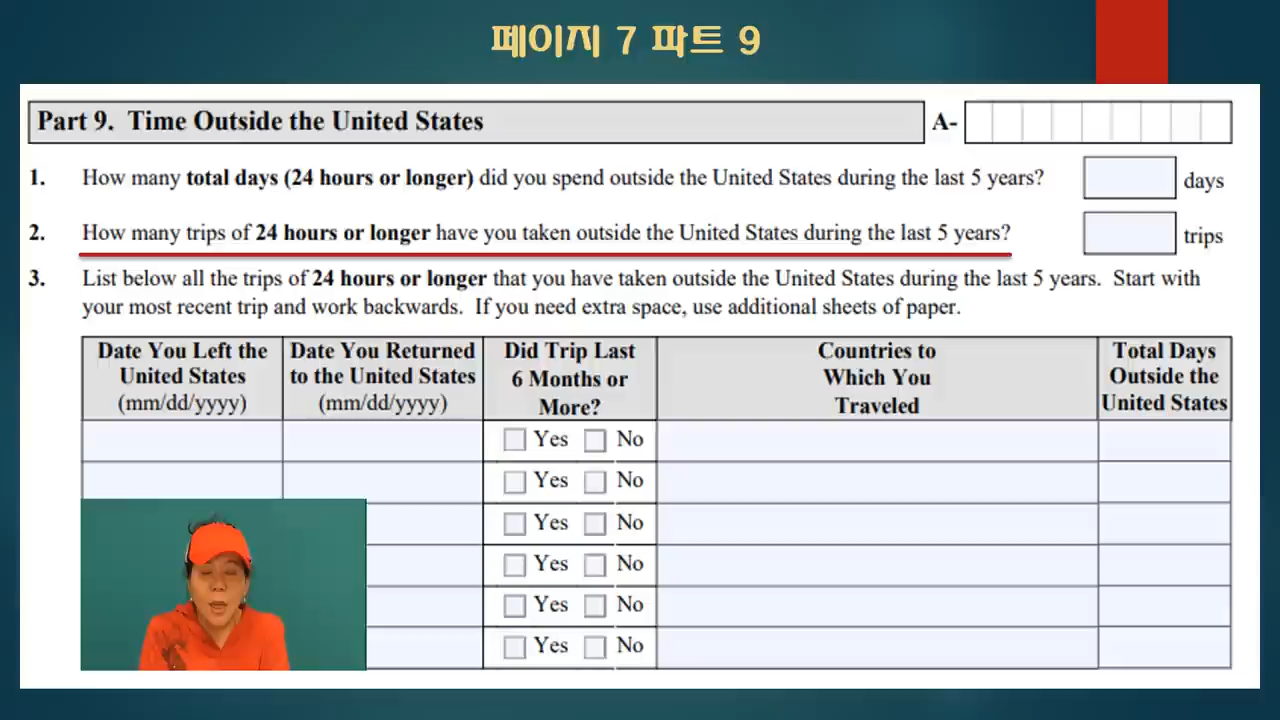 페이지 7 파트 9
Part 9. Time Outside the United States
A-
1. How many total days (24 hours or longer) did you spend outside the United States during the last 5 years? days
2. How many trips of 24 hours or longer have you taken outside the United States during the last 5 years? trips
3. List below all the trips of 24 hours or longer that you have taken outside the United States during the last 5 years. Start with
your most recent trip and work backwards. If you need extra space, use additional sheets of paper.
Date You Left the
United States
(mm/dd/yyyy)
Date You Returned
to the United States
(mm/dd/yyyy)
Did Trip Last
6 Months or
More?
Countries to
Which You
Traveled
Total Days
Outside the
United States
Yes No
Yes No
Yes No
Yes No
Yes No
Yes No